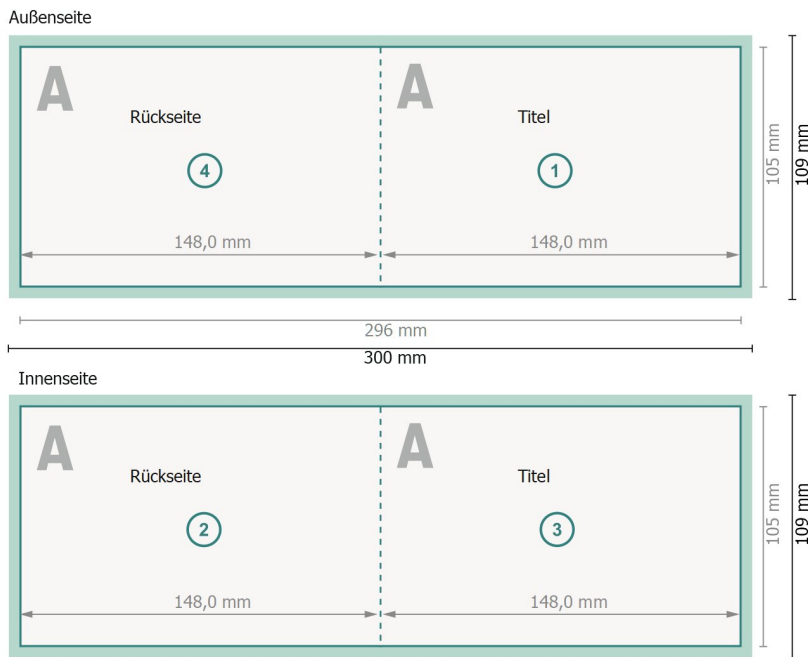 Außenseite
A
A
Rückseite
Titel
4
1
148,0 mm
148,0 mm
105 mm
109 mm
296 mm
300 mm
Innenseite
A
A
Rückseite
Titel
2
3
148,0 mm
148,0 mm
105 mm
109 mm